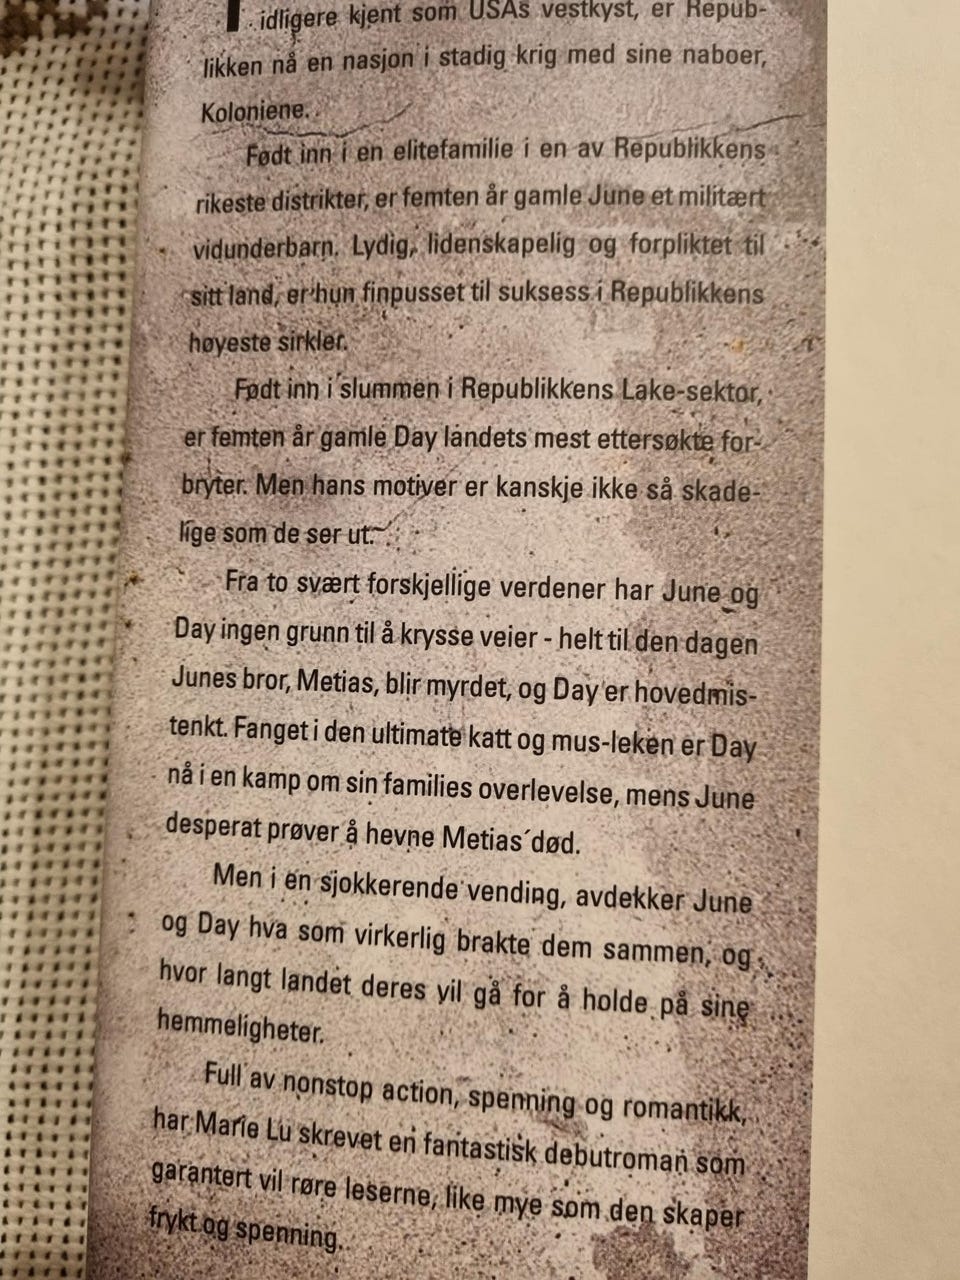 Tidligere kjent som USAs vestkyst, er Repub-
likken nå en nasjon i stadig krig med sine naboer,
Koloniene.
Født inn i en elitefamilie i en av Republikkens
rikeste distrikter, er femten år gamle June et militært
vidunderbarn. Lydig, lidenskapelig og forpliktet til
sitt land, er hun finpusset til suksess i Republikkens
høyeste sirkler.
Født inn i slummen i Republikkens Lake-sektor,
er femten år gamle Day landets mest ettersøkte for-
bryter. Men hans motiver er kanskje ikke så skade-
lige som de ser ut.
Fra to svært forskjellige verdener har June og
Day ingen grunn til å krysse veier - helt til den dagen
Junes bror, Metias, blir myrdet, og Day er hovedmis-
tenkt. Fanget i den ultimate katt og mus-leken er Day
nå i en kamp om sin families overlevelse, mens June
desperat prøver å hevne Metias´død.
Men i en sjokkerende vending, avdekker June
og Day hva som virkerlig brakte dem sammen, og
hvor langt landet deres vil gå for å holde på sine
hemmeligheter.
Full av nonstop action, spenning og romantikk,
har Marie Lu skrevet en fantastisk debutroman som
garantert vil røre leserne, like mye som den skaper
frykt og spenning.